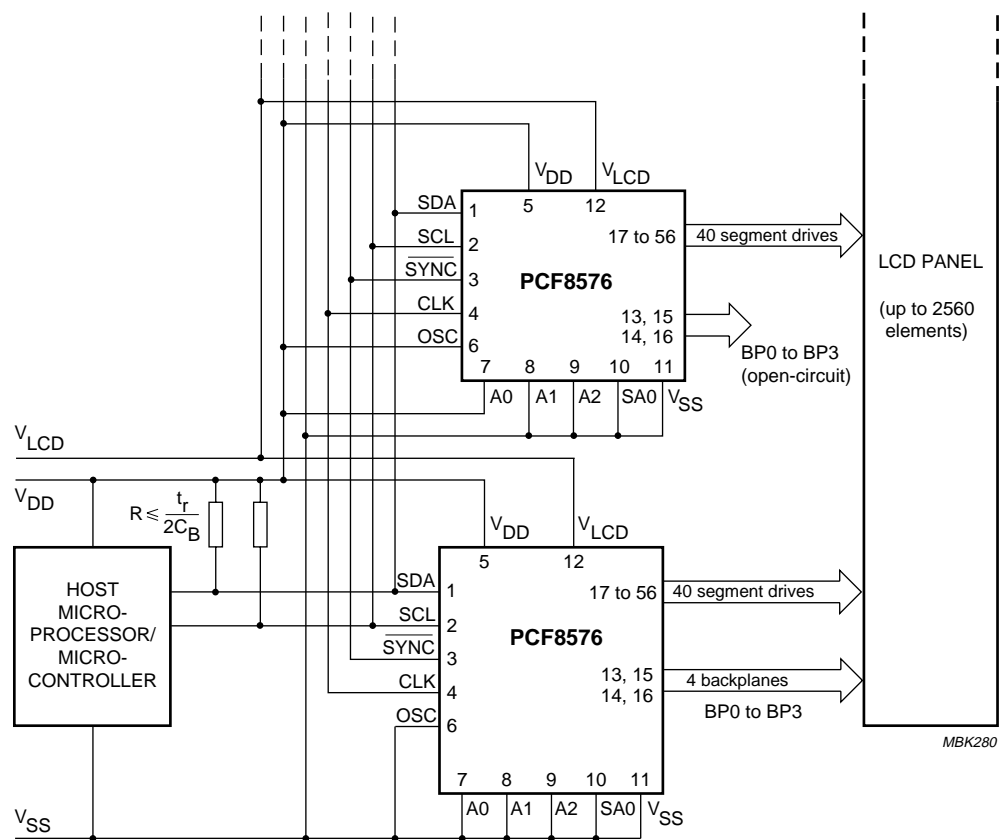 VDD
VLCD
SDA
SCL
SYNC
CLK
OSC
1
2
3
4
6
5
12
17 to 56
PCF8576
13, 15
14, 16
7
8
9
10
11
A0
A1
A2
SA0
VSS
40 segment drives
BP0 to BP3
(open-circuit)
LCD PANEL
(up to 2560
elements)
VLCD
VDD
R ≤ tr
2CB
HOST
MICRO-
PROCESSOR/
MICRO-
CONTROLLER
VDD
VLCD
SDA
SCL
SYNC
CLK
OSC
1
2
3
4
6
5
12
17 to 56
PCF8576
13, 15
14, 16
7
8
9
10
11
A0
A1
A2
SA0
VSS
40 segment drives
4 backplanes
BP0 to BP3
MBK280
VSS